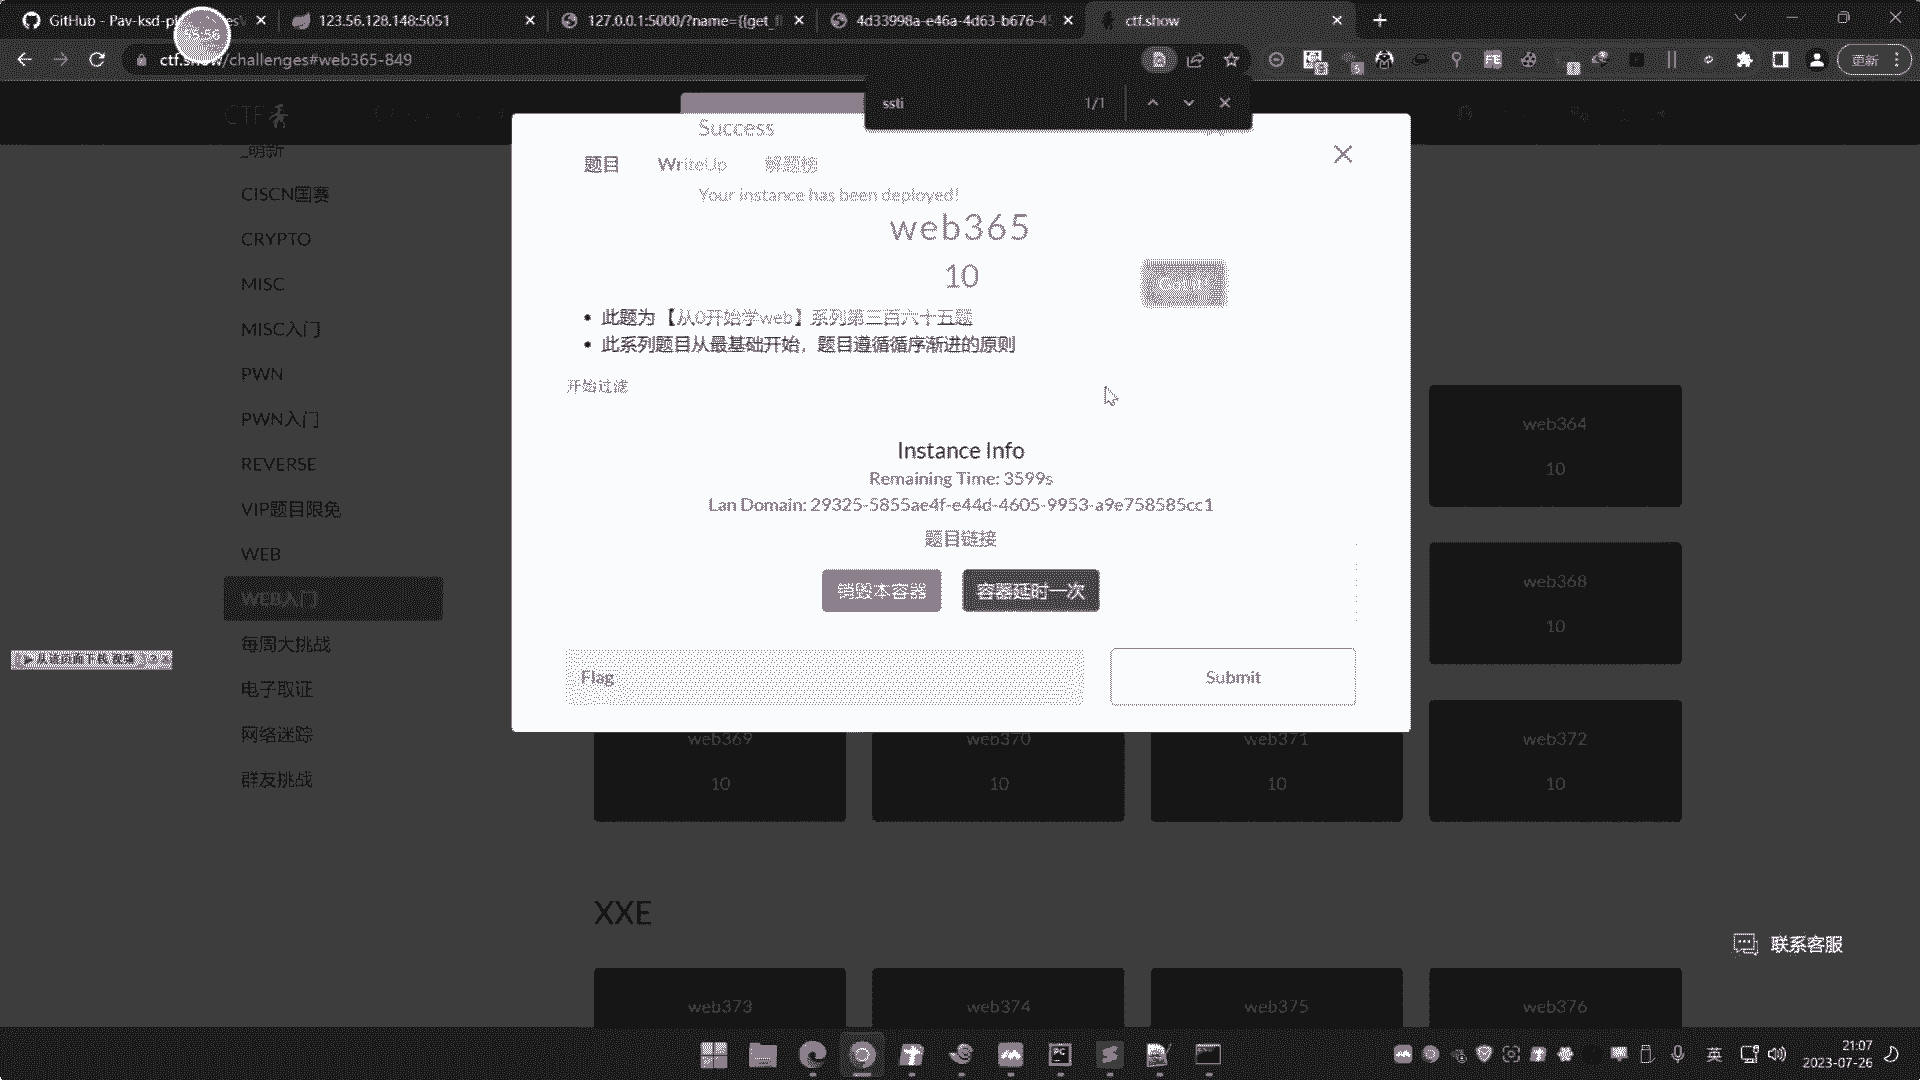 GitHub - Pav-ksd-pl
123.56.128.148:5051
127.0.0.1:5000/?name={{get_fl
4d33998a-e46a-4d63-b676-4
ctf.show
55:56
ctf.show/challenges#web365-849
更新
ssti
1/1
CTF
_萌新
CISCN国赛
CRYPTO
MISC
MISC入门
PWN
PWN入门
REVERSE
VIP题目限免
WEB
WEB入门
每周大挑战
电子取证
网络迷踪
群友挑战
Success
题目 WriteUp 解题榜
Your instance has been deployed!
web365
10
Got it!
• 此题为 【从0开始学web】系列第三百六十五题
• 此系列题目从最基础开始，题目遵循循序渐进的原则
开始过滤
Instance Info
Remaining Time: 3599s
Lan Domain: 29325-5855ae4f-e44d-4605-9953-a9e758585cc1
题目链接
销毁本容器
容器延时一次
Flag
Submit
web364
10
web368
10
web369
10
web370
10
web371
10
web372
10
XXE
web373
web374
web375
web376
联系客服
英
21:07
2023-07-26